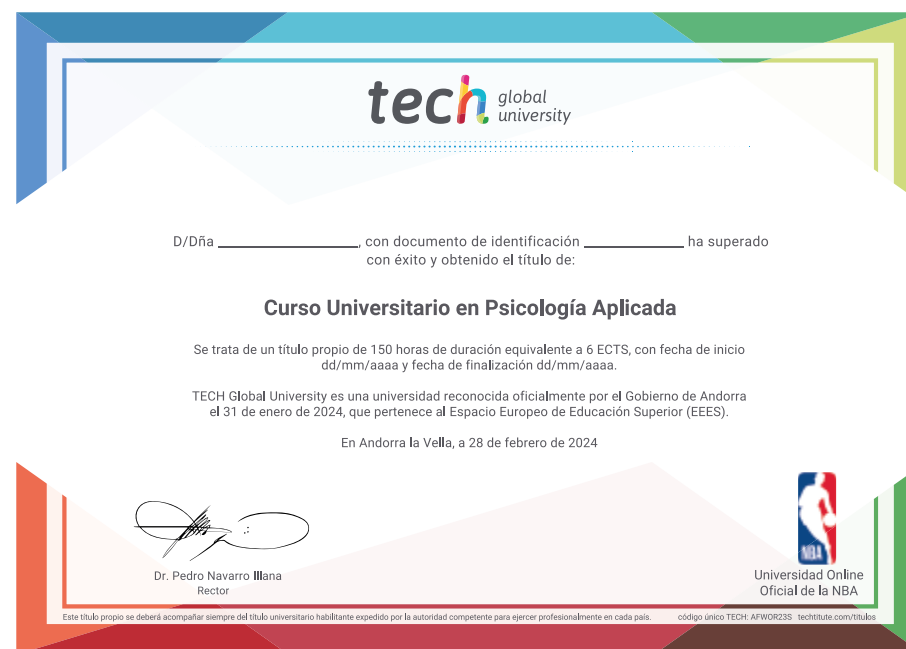 tech global university
D/Dña ____________, con documento de identificación ____________ ha superado
con éxito y obtenido el título de:
Curso Universitario en Psicología Aplicada
Se trata de un título propio de 150 horas de duración equivalente a 6 ECTS, con fecha de inicio
dd/mm/aaaa y fecha de finalización dd/mm/aaaa.
TECH Global University es una universidad reconocida oficialmente por el Gobierno de Andorra
el 31 de enero de 2024, que pertenece al Espacio Europeo de Educación Superior (EEES).
En Andorra la Vella, a 28 de febrero de 2024
Dr. Pedro Navarro Illana
Rector
NBA
Universidad Online
Oficial de la NBA
Este título propio se deberá acompañar siempre del título universitario habilitante expedido por la autoridad competente para ejercer profesionalmente en cada país. código único TECH: AFWOR23S techtitute.com/titulos